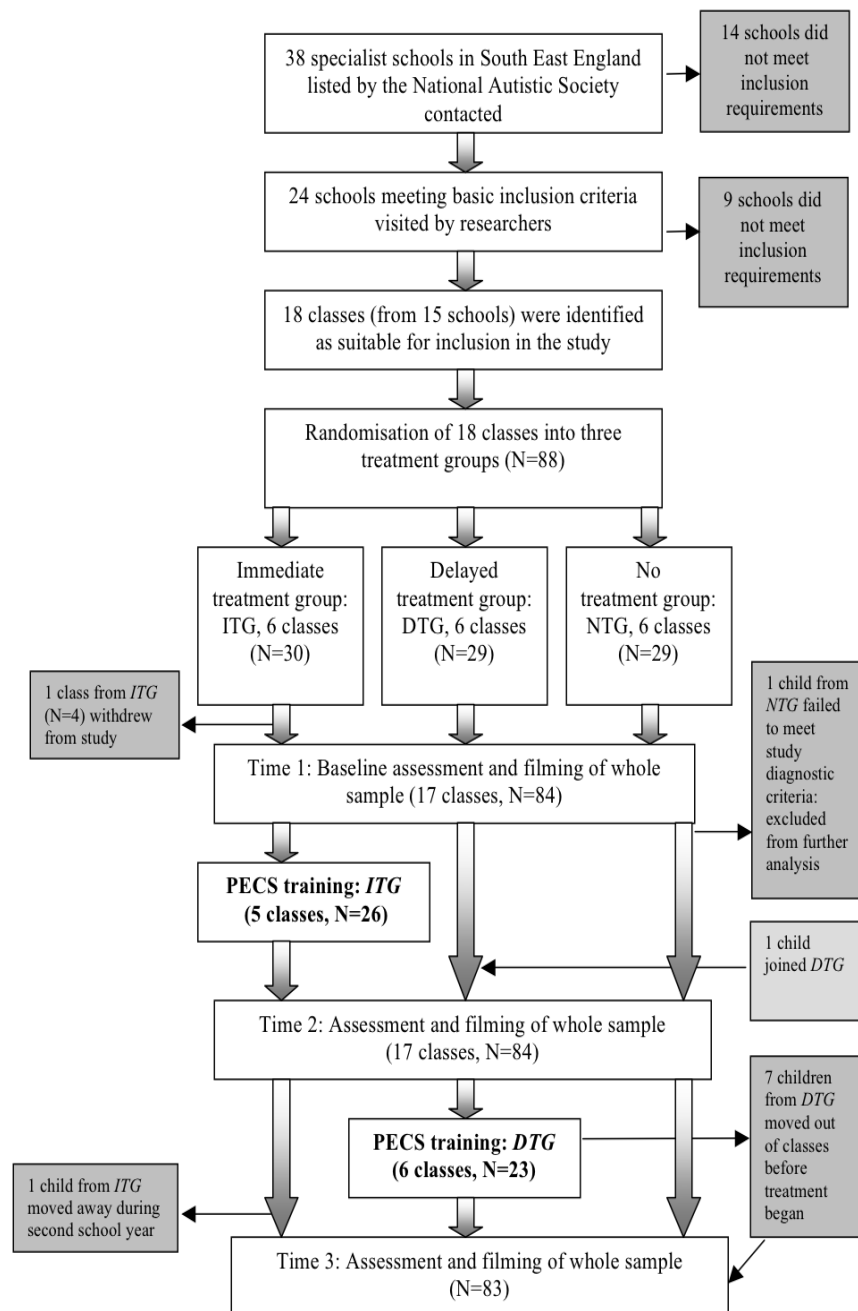 38 specialist schools in South East England
listed by the National Autistic Society
contacted
14 schools did
not meet
inclusion
requirements
24 schools meeting basic inclusion criteria
visited by researchers
9 schools did
not meet
inclusion
requirements
18 classes (from 15 schools) were identified
as suitable for inclusion in the study
Randomisation of 18 classes into three
treatment groups (N=88)
Immediate
treatment group:
ITG, 6 classes
(N=30)
Delayed
treatment group:
DTG, 6 classes
(N=29)
No
treatment group:
NTG, 6 classes
(N=29)
1 class from ITG
(N=4) withdrew
from study
1 child from
NTG failed to
meet study
diagnostic
criteria:
excluded
from further
analysis
Time 1: Baseline assessment and filming of whole
sample (17 classes, N=84)
PECS training: ITG
(5 classes, N=26)
1 child
joined DTG
Time 2: Assessment and filming of whole sample
(17 classes, N=84)
7 children
from DTG
moved out
of classes
before
treatment
began
PECS training: DTG
(6 classes, N=23)
1 child from ITG
moved away during
second school year
Time 3: Assessment and filming of whole sample
(N=83)